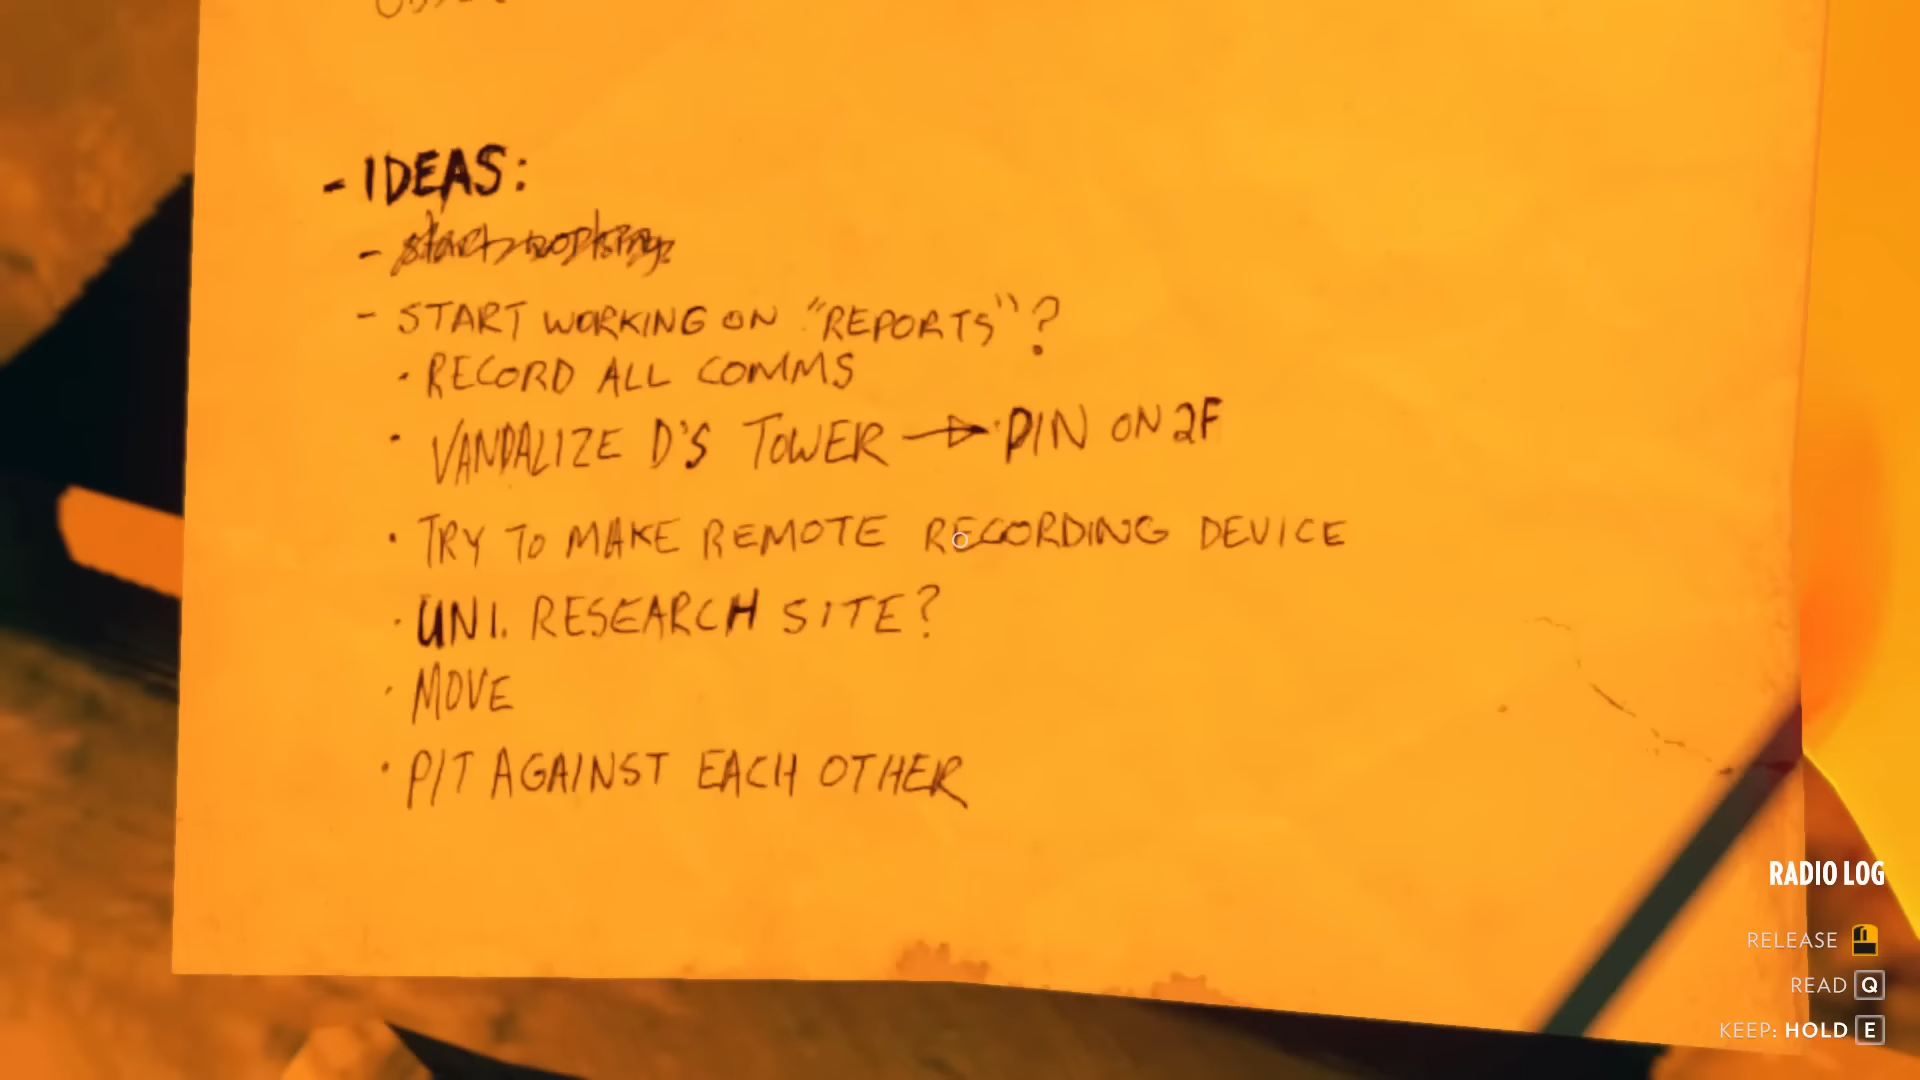 - IDEAS:
- START WORKING ON "REPORTS"?
· RECORD ALL COMMS
· VANDALIZE D'S TOWER → PIN ON 2F
· TRY TO MAKE REMOTE RECORDING DEVICE
· UNI. RESEARCH SITE?
· MOVE
· PIT AGAINST EACH OTHER
RADIO LOG
RELEASE
READ Q
KEEP: HOLD E